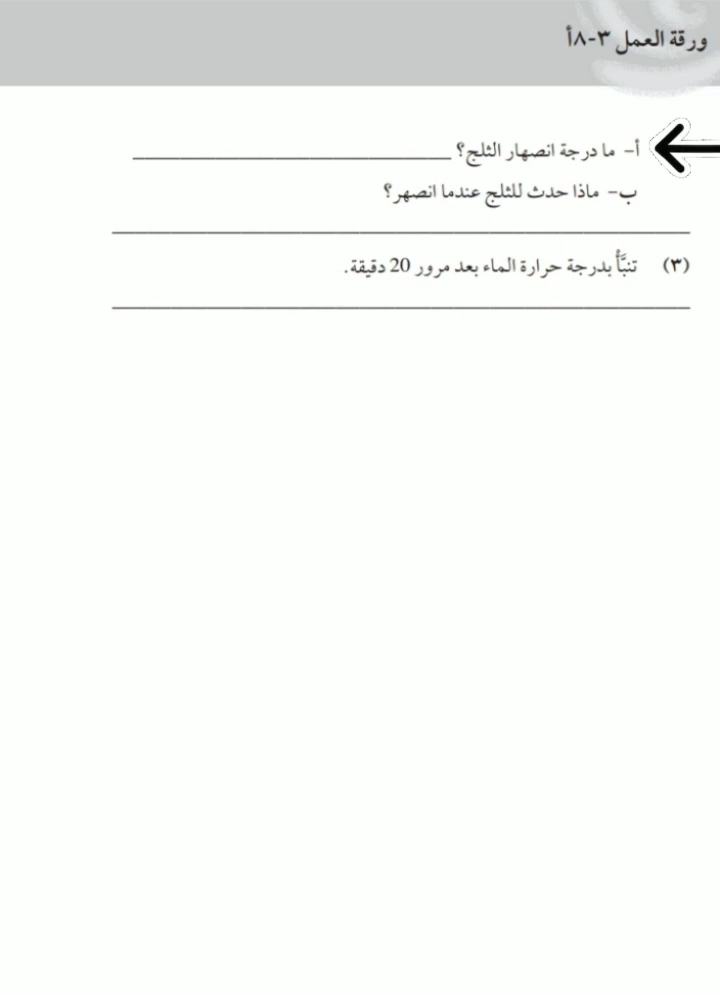 ورقة العمل ٣-٨أ
أ- ما درجة انصهار الثلج؟
ب- ماذا حدث للثلج عندما انصهر؟
(٣) تنبَّأْ بدرجة حرارة الماء بعد مرور 20 دقيقة.